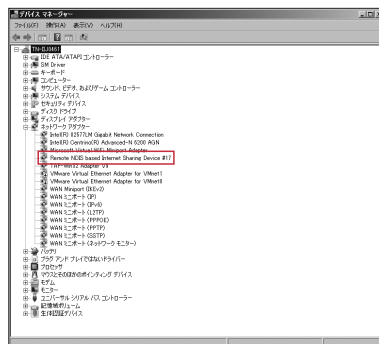 デバイス マネージャー
ファイル(F) 操作(A) 表示(V) ヘルプ(H)
TN-DJ0461
IDE ATA/ATAPI コントローラー
SM Driver
キーボード
コンピューター
サウンド、ビデオ、およびゲーム コントローラー
システム デバイス
セキュリティ デバイス
ディスク ドライブ
ディスプレイ アダプター
ネットワーク アダプター
Intel(R) 82577LM Gigabit Network Connection
Intel(R) Centrino(R) Advanced-N 6200 AGN
Microsoft Virtual WiFi Miniport Adapter
Remote NDIS based Internet Sharing Device #17
TAP-Win32 Adapter V9
VMware Virtual Ethernet Adapter for VMnet1
VMware Virtual Ethernet Adapter for VMnet8
WAN Miniport (IKEv2)
WAN ミニポート (IP)
WAN ミニポート (IPv6)
WAN ミニポート (L2TP)
WAN ミニポート (PPPOE)
WAN ミニポート (PPTP)
WAN ミニポート (SSTP)
WAN ミニポート (ネットワーク モニター)
バッテリ
プラグ アンド プレイではないドライバー
プロセッサ
マウスとそのほかのポインティング デバイス
モデム
モニター
ユニバーサル シリアル バス コントローラー
記憶域ボリューム
生体認証デバイス